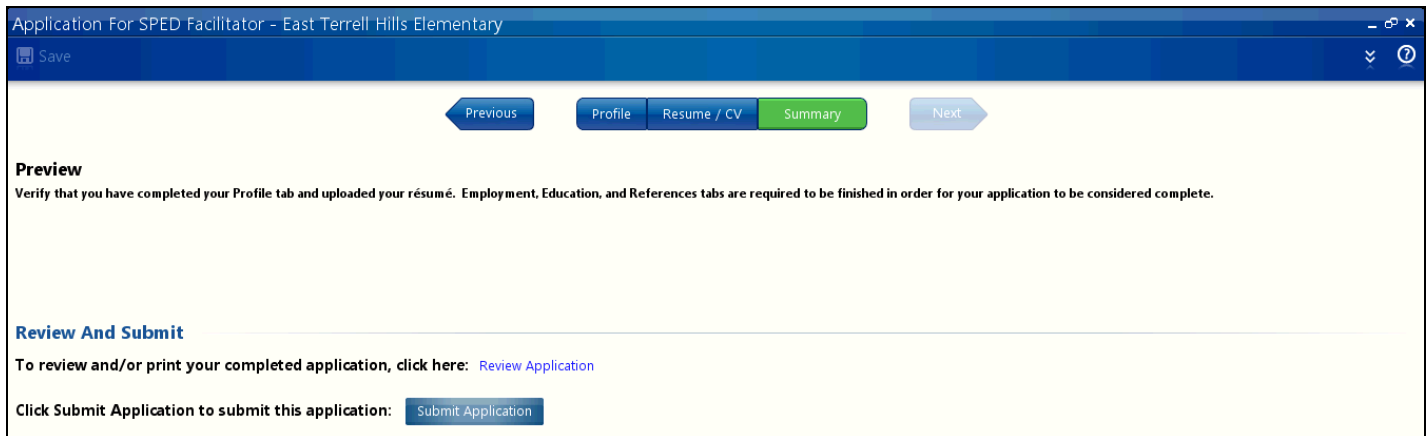 Application For SPED Facilitator - East Terrell Hills Elementary
Save
Previous
Profile
Resume / CV
Summary
Next
Preview
Verify that you have completed your Profile tab and uploaded your résumé. Employment, Education, and References tabs are required to be finished in order for your application to be considered complete.
Review And Submit
To review and/or print your completed application, click here: Review Application
Click Submit Application to submit this application: Submit Application